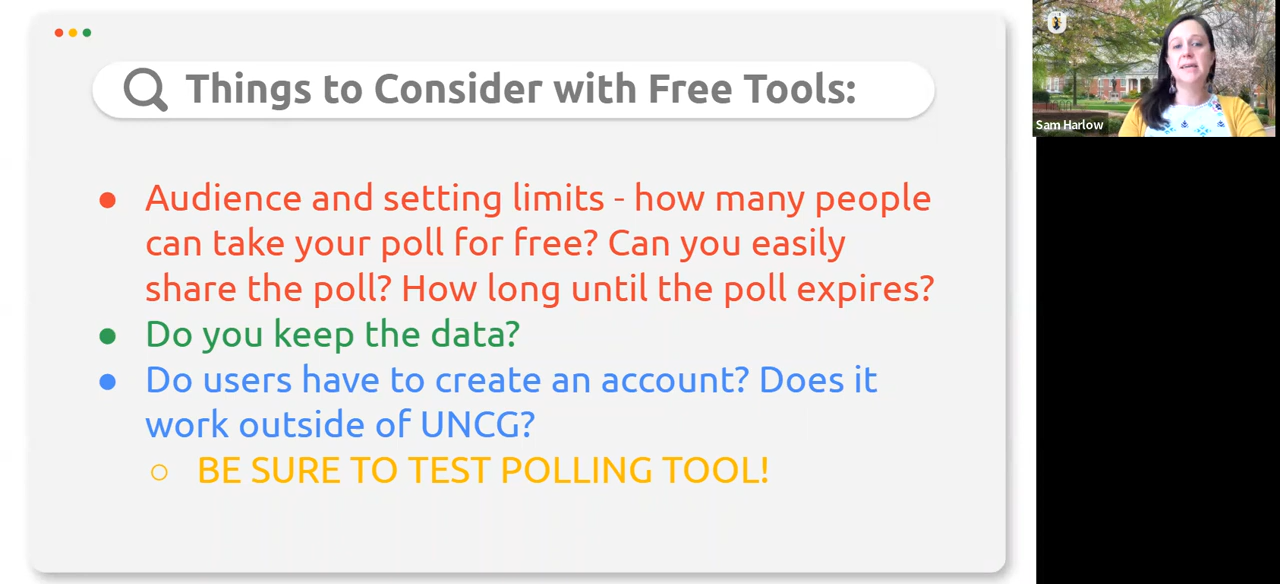 Things to Consider with Free Tools:
Audience and setting limits - how many people
can take your poll for free? Can you easily
share the poll? How long until the poll expires?
Do you keep the data?
Do users have to create an account? Does it
work outside of UNCG?
BE SURE TO TEST POLLING TOOL!
Sam Harlow